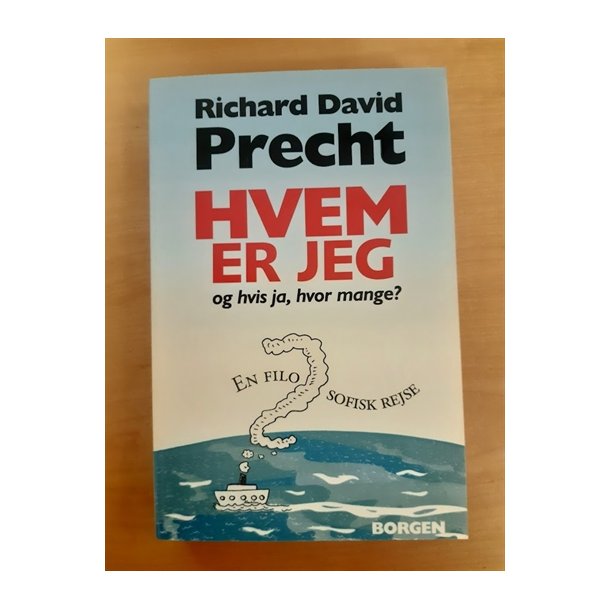 Richard David
Precht
HVEM
ER JEG
og hvis ja, hvor mange?
EN FILO
SOFISK REJSE
BORGEN